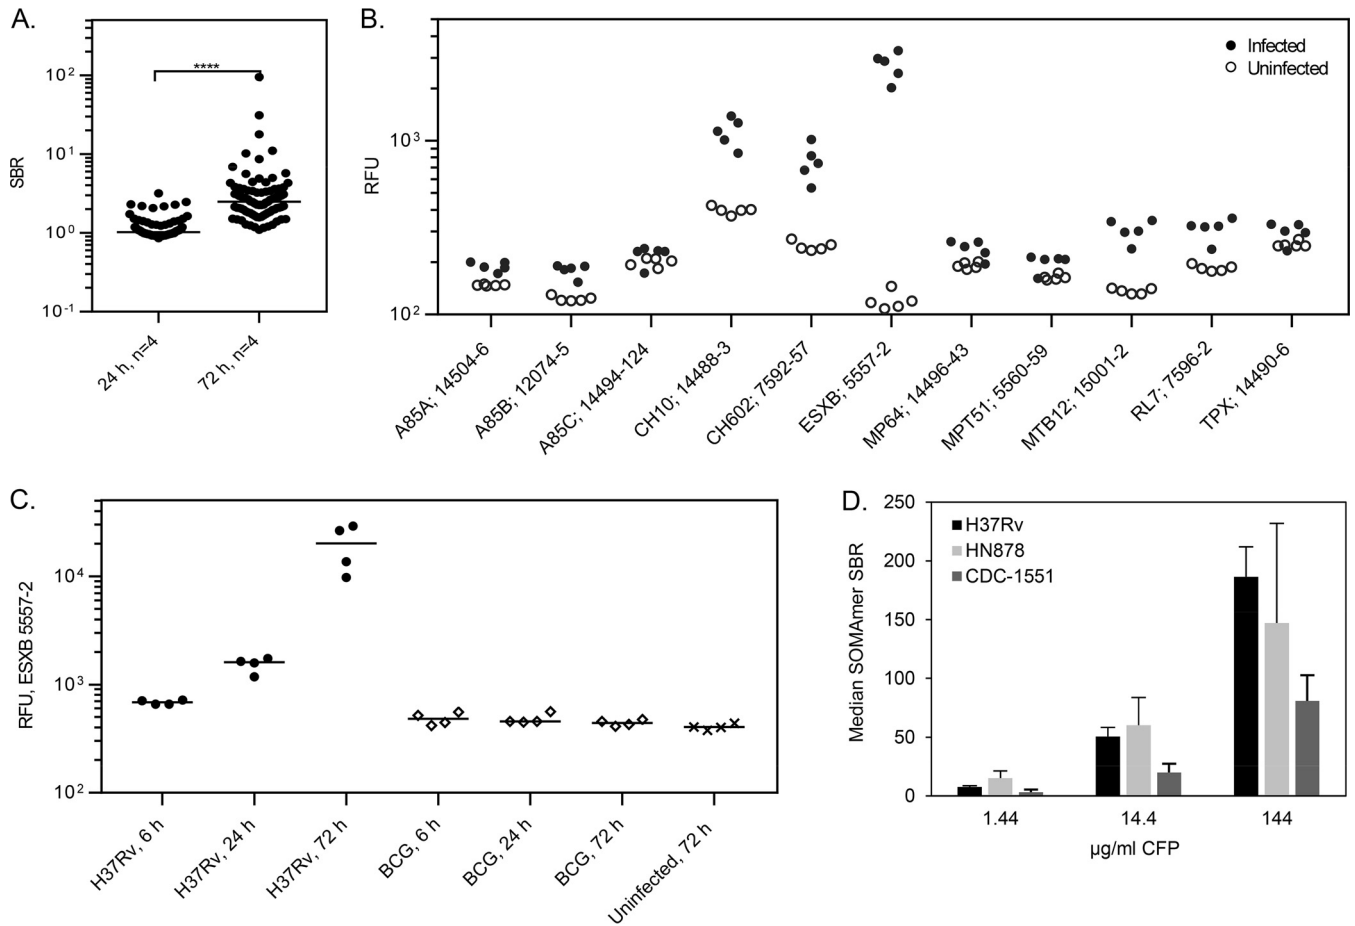 A.
SBR
10²
10¹
10⁰
10⁻¹
****
24 h, n=4
72 h, n=4
B.
RFU
10³
10²
Infected
Uninfected
A85A; 14504-6
A85B; 12074-5
A85C; 14494-124
CH10; 14488-3
CH602; 7592-57
ESXB; 5557-2
MP64; 14496-43
MPT51; 5560-59
MTB12; 15001-2
RL7; 7596-2
TPX; 14490-6
C.
RFU, ESXB 5557-2
10⁴
10³
10²
H37Rv, 6 h
H37Rv, 24 h
H37Rv, 72 h
BCG, 6 h
BCG, 24 h
BCG, 72 h
Uninfected, 72 h
D.
Median SOMAmer SBR
250
200
150
100
50
0
H37Rv
HN878
CDC-1551
1.44
14.4
144
µg/ml CFP